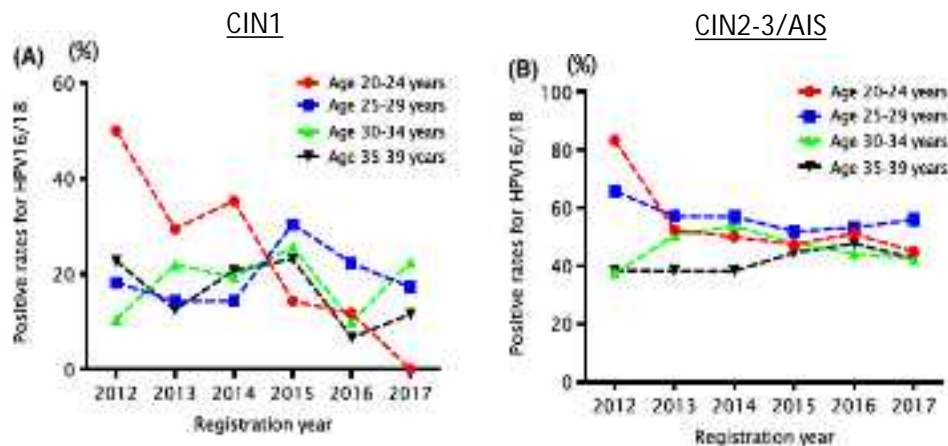 CIN1
(A) (%)
Age 20-24 years
Age 25-29 years
Age 30-34 years
Age 35-39 years
Positive rates for HPV16/18
60
40
20
0
2012 2013 2014 2015 2016 2017
Registration year
CIN2-3/AIS
(B) (%)
Age 20-24 years
Age 25-29 years
Age 30-34 years
Age 35-39 years
Positive rates for HPV16/18
100
80
60
40
20
0
2012 2013 2014 2015 2016 2017
Registration year